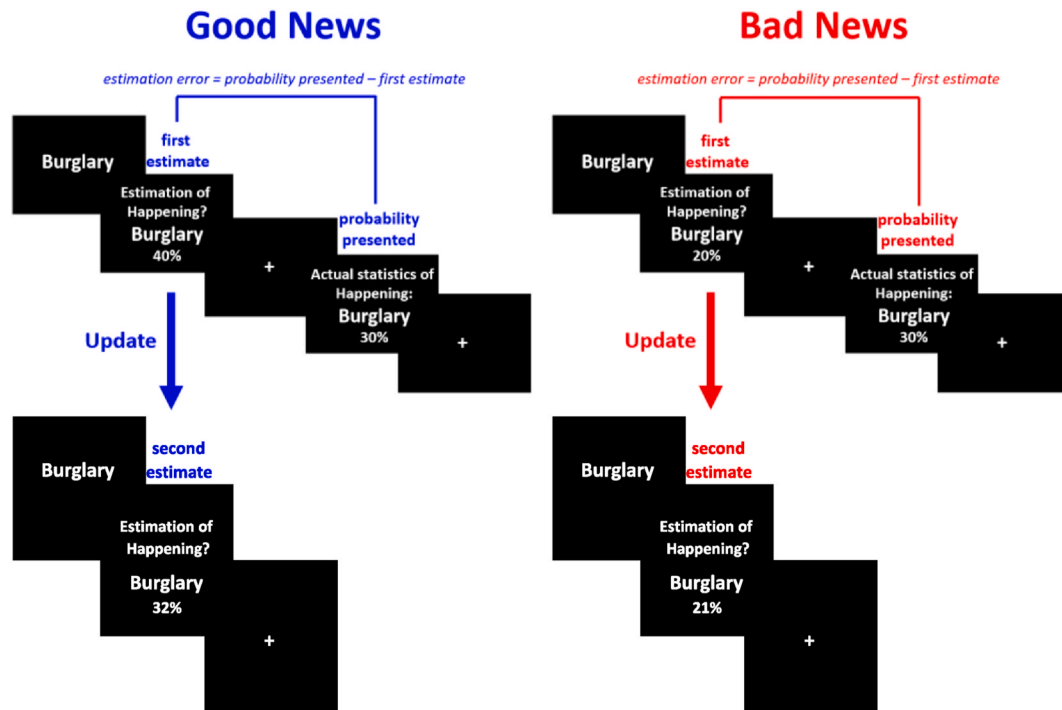 Good News
estimation error = probability presented – first estimate
first
estimate
Burglary
Estimation of
Happening?
Burglary
40%
+
probability
presented
Actual statistics of
Happening:
Burglary
30%
+
Update
second
estimate
Burglary
Estimation of
Happening?
Burglary
32%
+
Bad News
estimation error = probability presented – first estimate
first
estimate
Burglary
Estimation of
Happening?
Burglary
20%
+
probability
presented
Actual statistics of
Happening:
Burglary
30%
+
Update
second
estimate
Burglary
Estimation of
Happening?
Burglary
21%
+